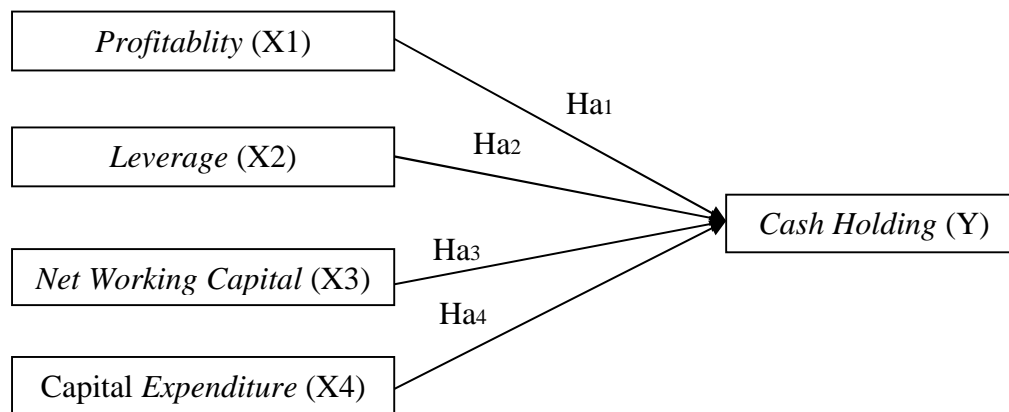 Profitablity (X1)
Ha1
Leverage (X2)
Ha2
Cash Holding (Y)
Ha3
Net Working Capital (X3)
Ha4
Capital Expenditure (X4)